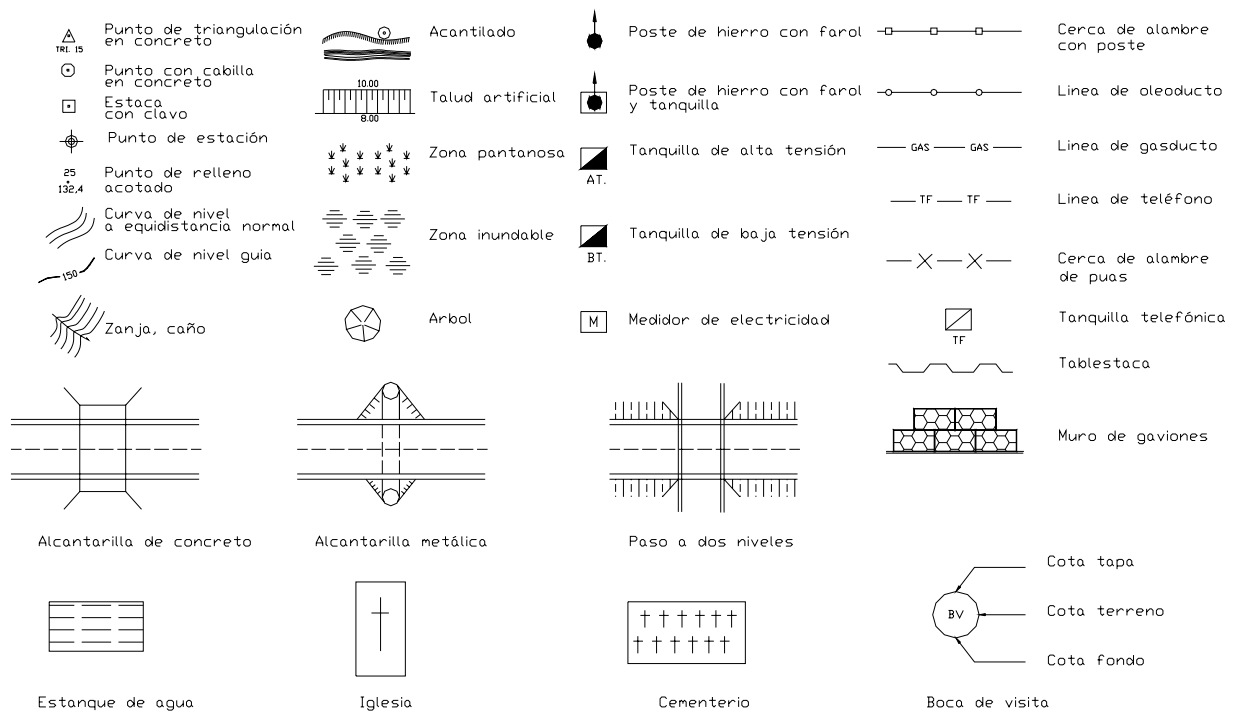 TRI. 15
Punto de triangulación
en concreto
Punto con cabilla
en concreto
Estaca
con clavo
Punto de estación
25
132,4
Punto de relleno
acotado
Curva de nivel
a equidistancia normal
150
Curva de nivel guia
Zanja, caño
Acantilado
10.00
8.00
Talud artificial
Zona pantanosa
Zona inundable
Arbol
Poste de hierro con farol
Poste de hierro con farol
y tanquilla
AT.
Tanquilla de alta tensión
BT.
Tanquilla de baja tensión
M
Medidor de electricidad
Cerca de alambre
con poste
Linea de oleoducto
GAS GAS
Linea de gasducto
TF TF
Linea de teléfono
Cerca de alambre
de puas
TF
Tanquilla telefónica
Tablestaca
Muro de gaviones
Alcantarilla de concreto
Alcantarilla metálica
Paso a dos niveles
Estanque de agua
Iglesia
Cementerio
BV
Cota tapa
Cota terreno
Cota fondo
Boca de visita